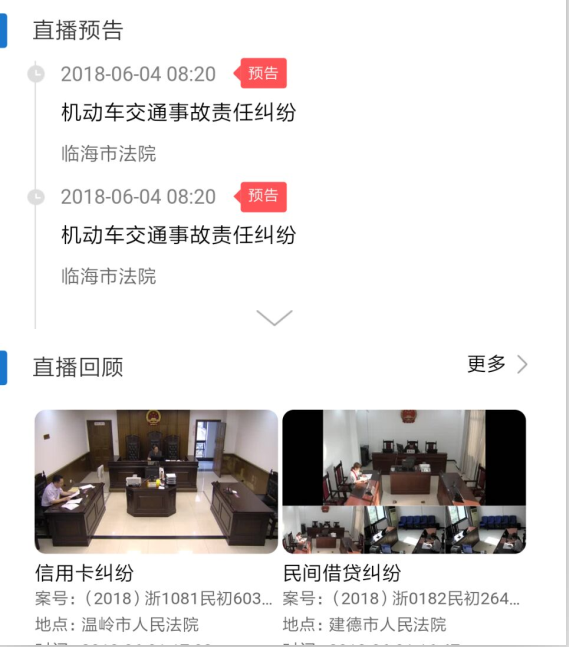 直播预告
2018-06-04 08:20 预告
机动车交通事故责任纠纷
临海市法院
2018-06-04 08:20 预告
机动车交通事故责任纠纷
临海市法院
直播回顾 更多
信用卡纠纷
案号:（2018）浙1081民初603...
地点: 温岭市人民法院
民间借贷纠纷
案号:（2018）浙0182民初264...
地点: 建德市人民法院